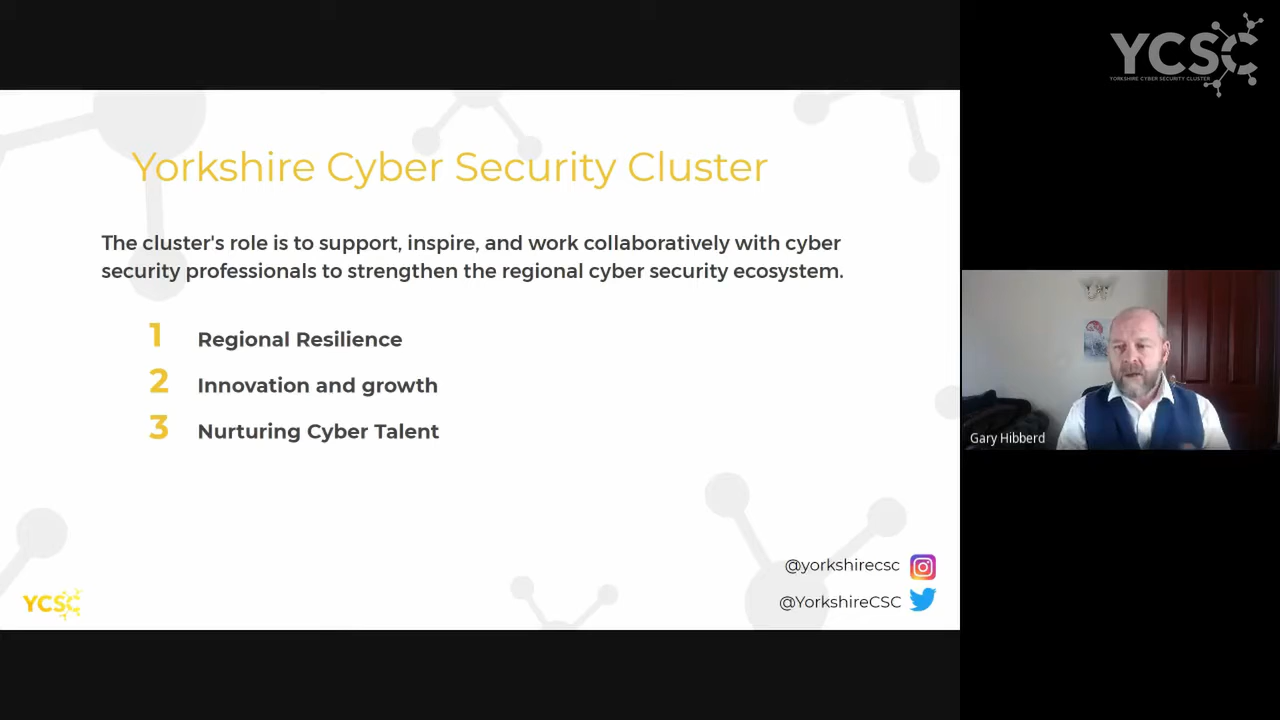 YCSC
YORKSHIRE CYBER SECURITY CLUSTER
Yorkshire Cyber Security Cluster
The cluster's role is to support, inspire, and work collaboratively with cyber
security professionals to strengthen the regional cyber security ecosystem.
1 Regional Resilience
2 Innovation and growth
3 Nurturing Cyber Talent
Gary Hibberd
@yorkshirecsc
@YorkshireCSC
YCSC